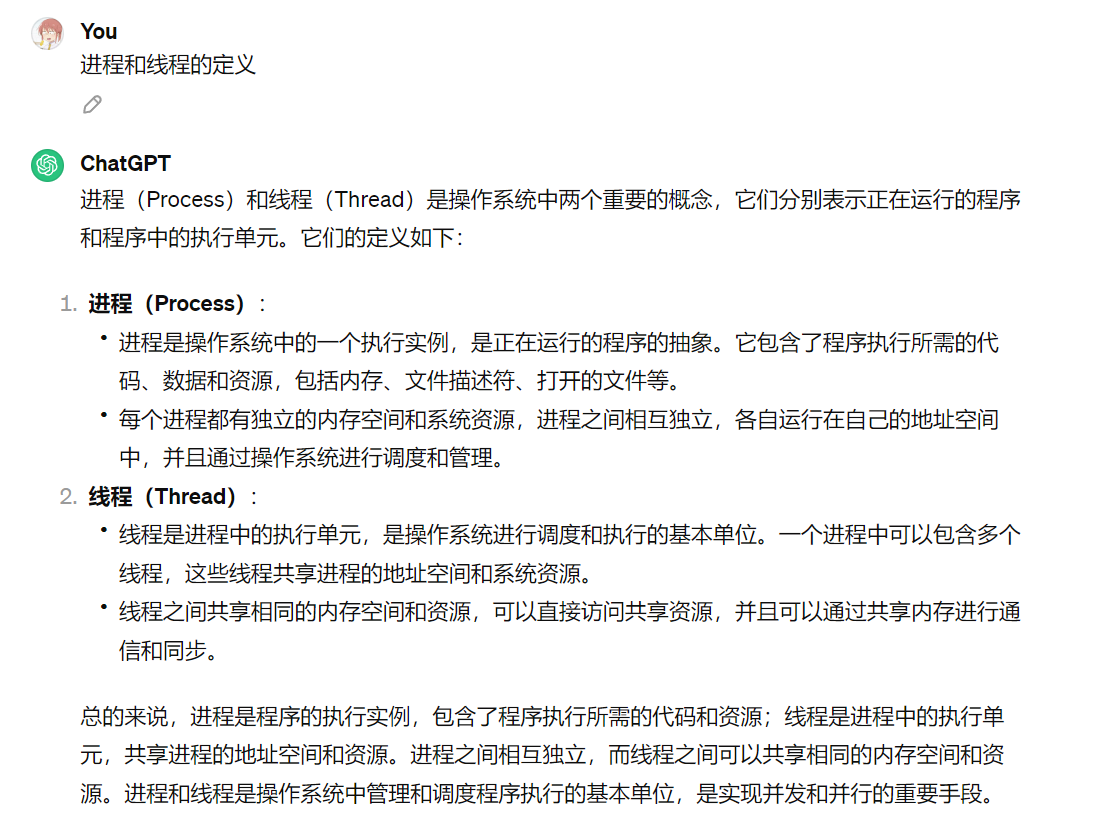 You
进程和线程的定义
ChatGPT
进程（Process）和线程（Thread）是操作系统中两个重要的概念，它们分别表示正在运行的程序
和程序中的执行单元。它们的定义如下：
1. 进程（Process）：
• 进程是操作系统中的一个执行实例，是正在运行的程序的抽象。它包含了程序执行所需的代
码、数据和资源，包括内存、文件描述符、打开的文件等。
• 每个进程都有独立的内存空间和系统资源，进程之间相互独立，各自运行在自己的地址空间
中，并且通过操作系统进行调度和管理。
2. 线程（Thread）：
• 线程是进程中的执行单元，是操作系统进行调度和执行的基本单位。一个进程中可以包含多个
线程，这些线程共享进程的地址空间和系统资源。
• 线程之间共享相同的内存空间和资源，可以直接访问共享资源，并且可以通过共享内存进行通
信和同步。
总的来说，进程是程序的执行实例，包含了程序执行所需的代码和资源；线程是进程中的执行单
元，共享进程的地址空间和资源。进程之间相互独立，而线程之间可以共享相同的内存空间和资
源。进程和线程是操作系统中管理和调度程序执行的基本单位，是实现并发和并行的重要手段。